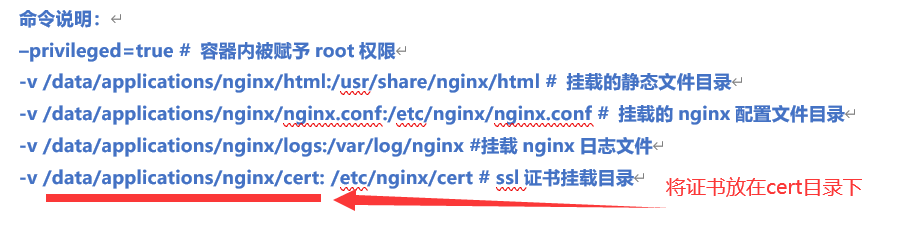 命令说明：
–privileged=true # 容器内被赋予 root 权限
-v /data/applications/nginx/html:/usr/share/nginx/html # 挂载的静态文件目录
-v /data/applications/nginx/nginx.conf:/etc/nginx/nginx.conf # 挂载的 nginx 配置文件目录
-v /data/applications/nginx/logs:/var/log/nginx #挂载 nginx 日志文件
-v /data/applications/nginx/cert: /etc/nginx/cert # ssl 证书挂载目录
将证书放在cert目录下